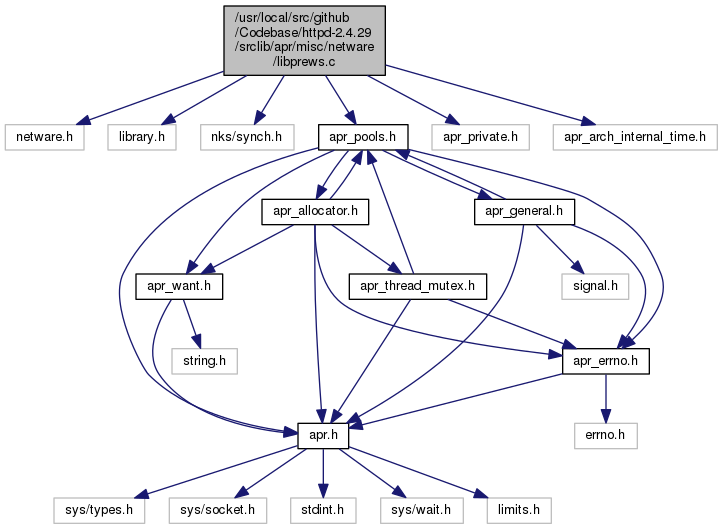 /usr/local/src/github
/Codebase/httpd-2.4.29
/srclib/apr/misc/netware
/libprews.c
netware.h
library.h
nks/synch.h
apr_pools.h
apr_private.h
apr_arch_internal_time.h
apr_allocator.h
apr_general.h
apr_want.h
apr_thread_mutex.h
signal.h
string.h
apr_errno.h
apr.h
errno.h
sys/types.h
sys/socket.h
stdint.h
sys/wait.h
limits.h